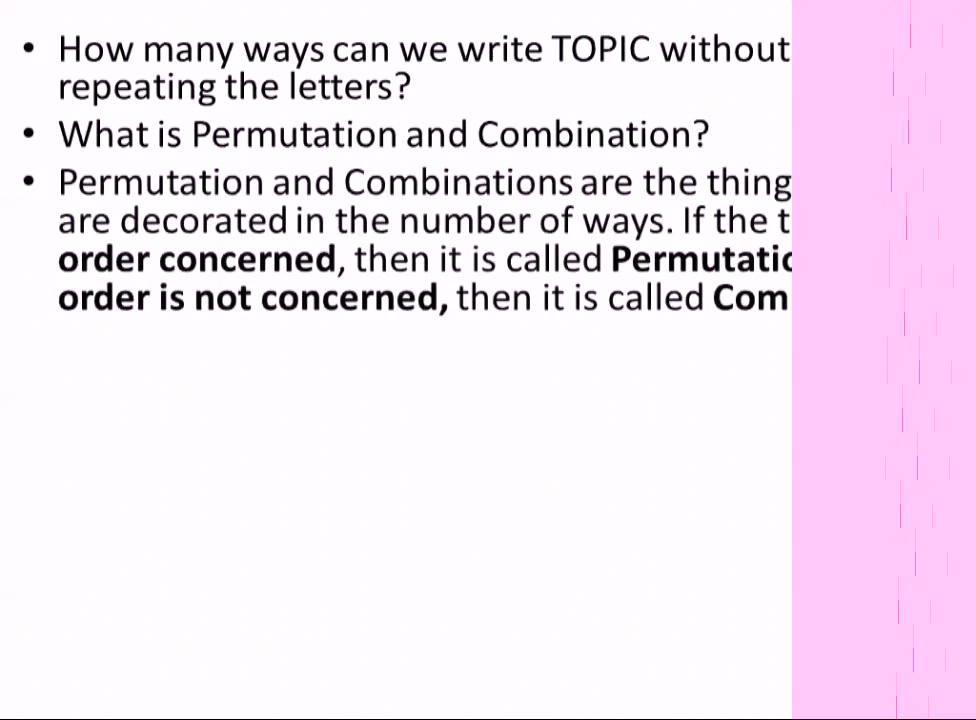 • How many ways can we write TOPIC without
repeating the letters?
• What is Permutation and Combination?
• Permutation and Combinations are the thing
are decorated in the number of ways. If the
order concerned, then it is called
order is not concerned, then it is called